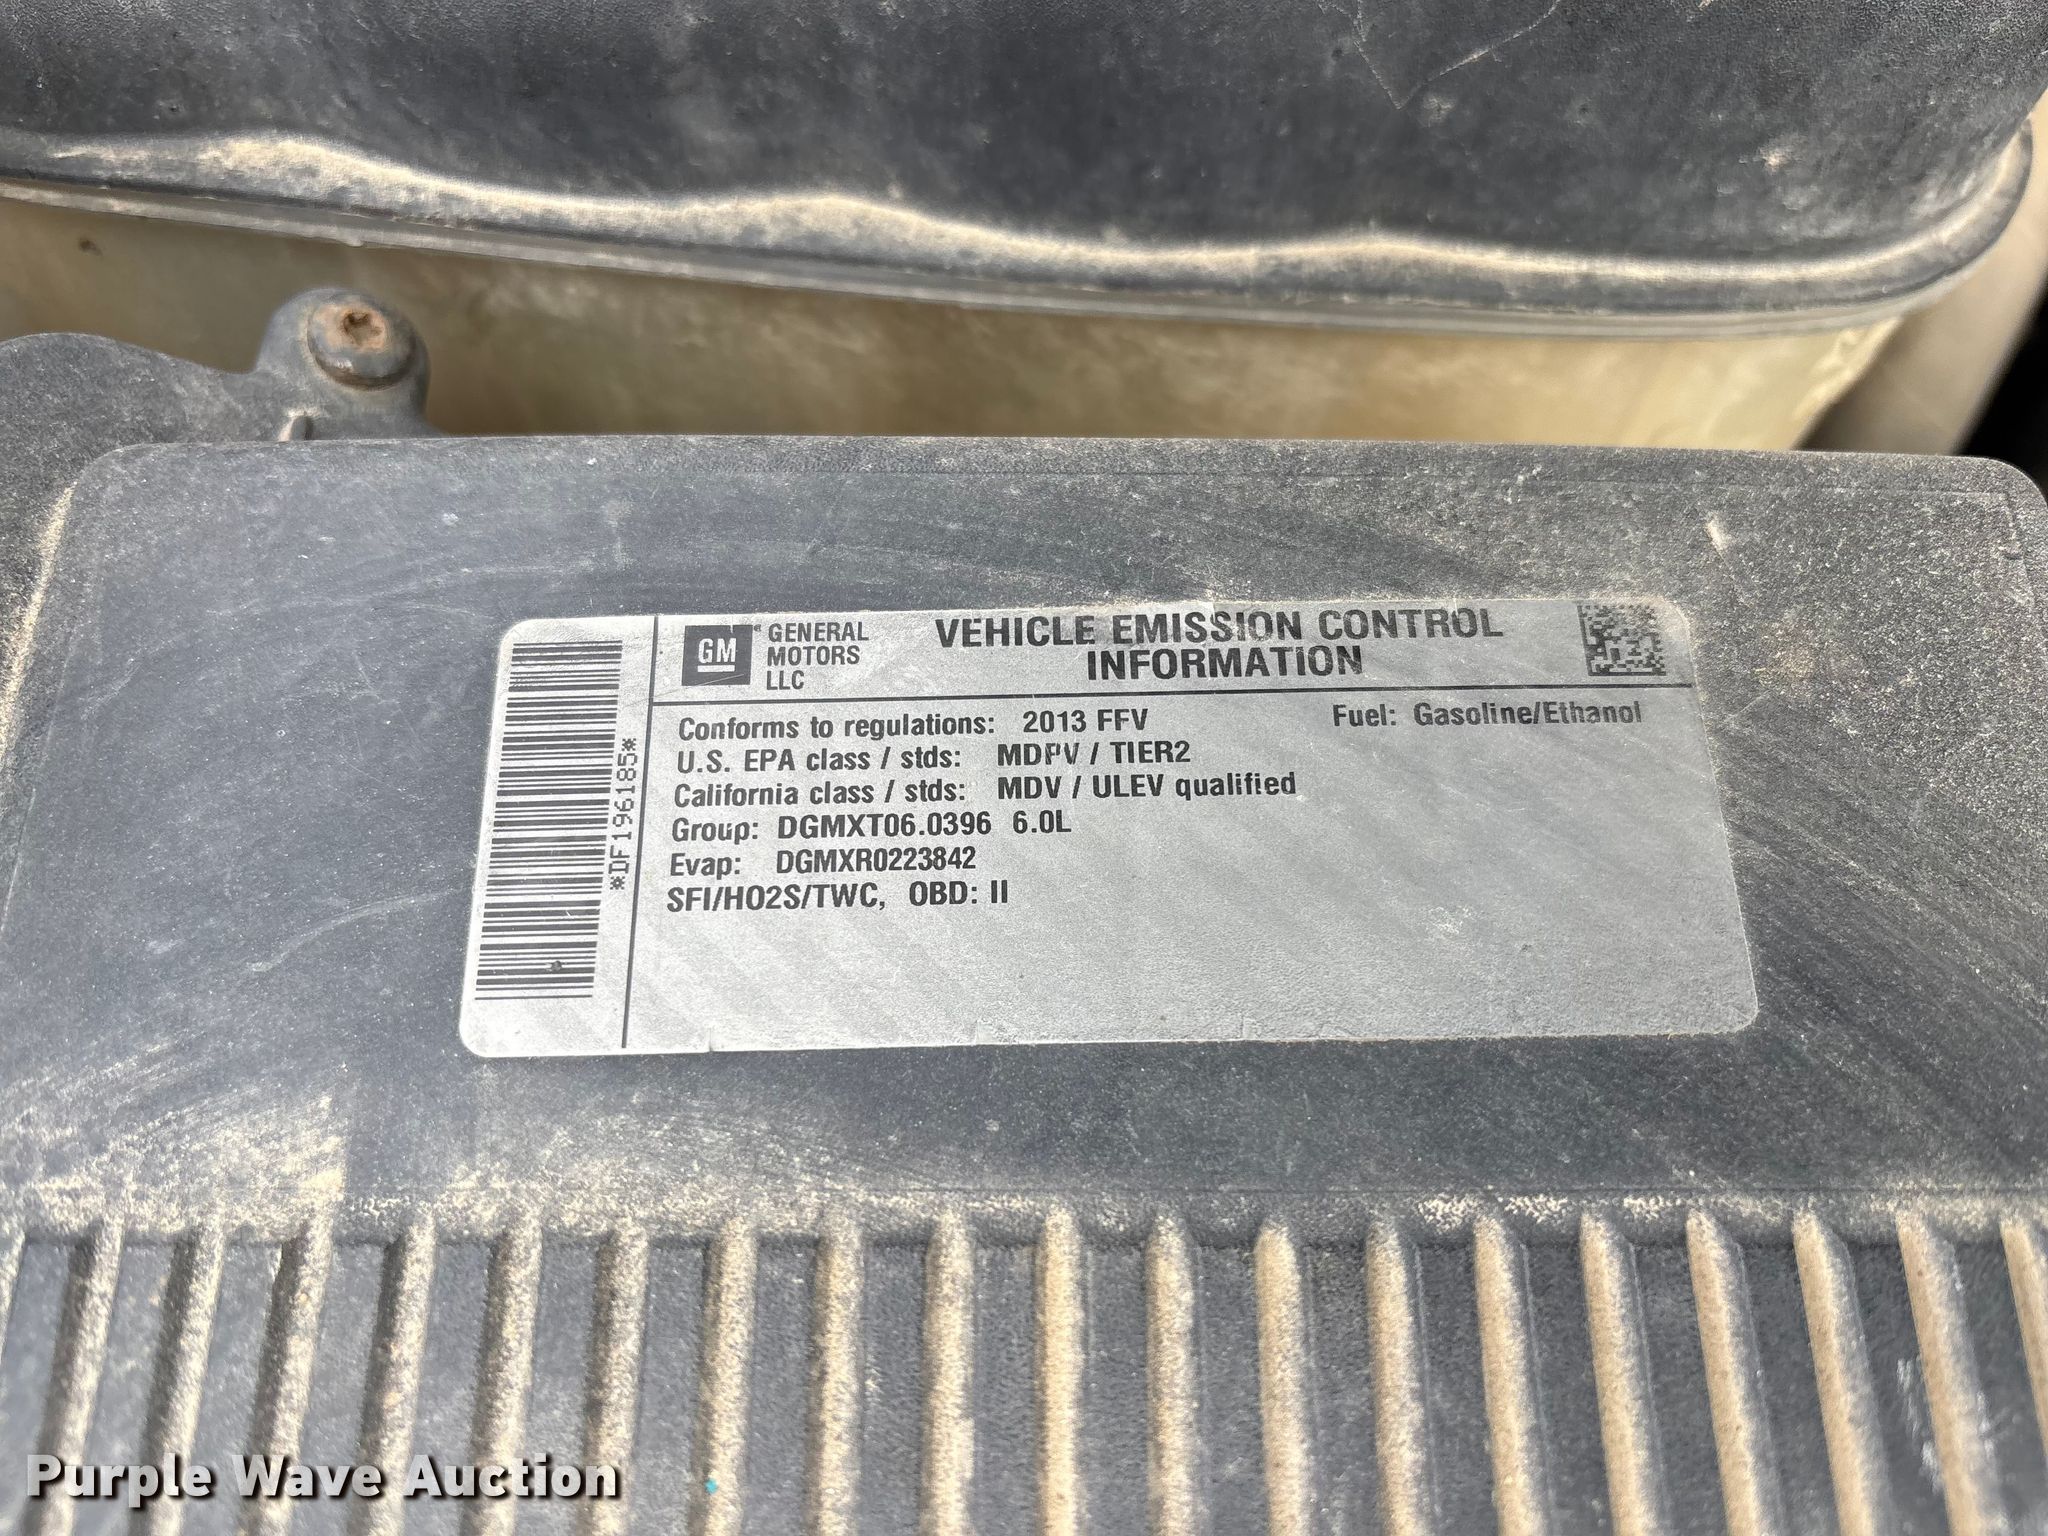 GM GENERAL
MOTORS
LLC
VEHICLE EMISSION CONTROL
INFORMATION
Conforms to regulations: 2013 FFV Fuel: Gasoline/Ethanol
U.S. EPA class / stds: MDPV / TIER2
California class / stds: MDV / ULEV qualified
Group: DGMXT06.0396 6.0L
Evap: DGMXR0223842
SFI/HO2S/TWC, OBD: II
*DF196185*
Purple Wave Auction